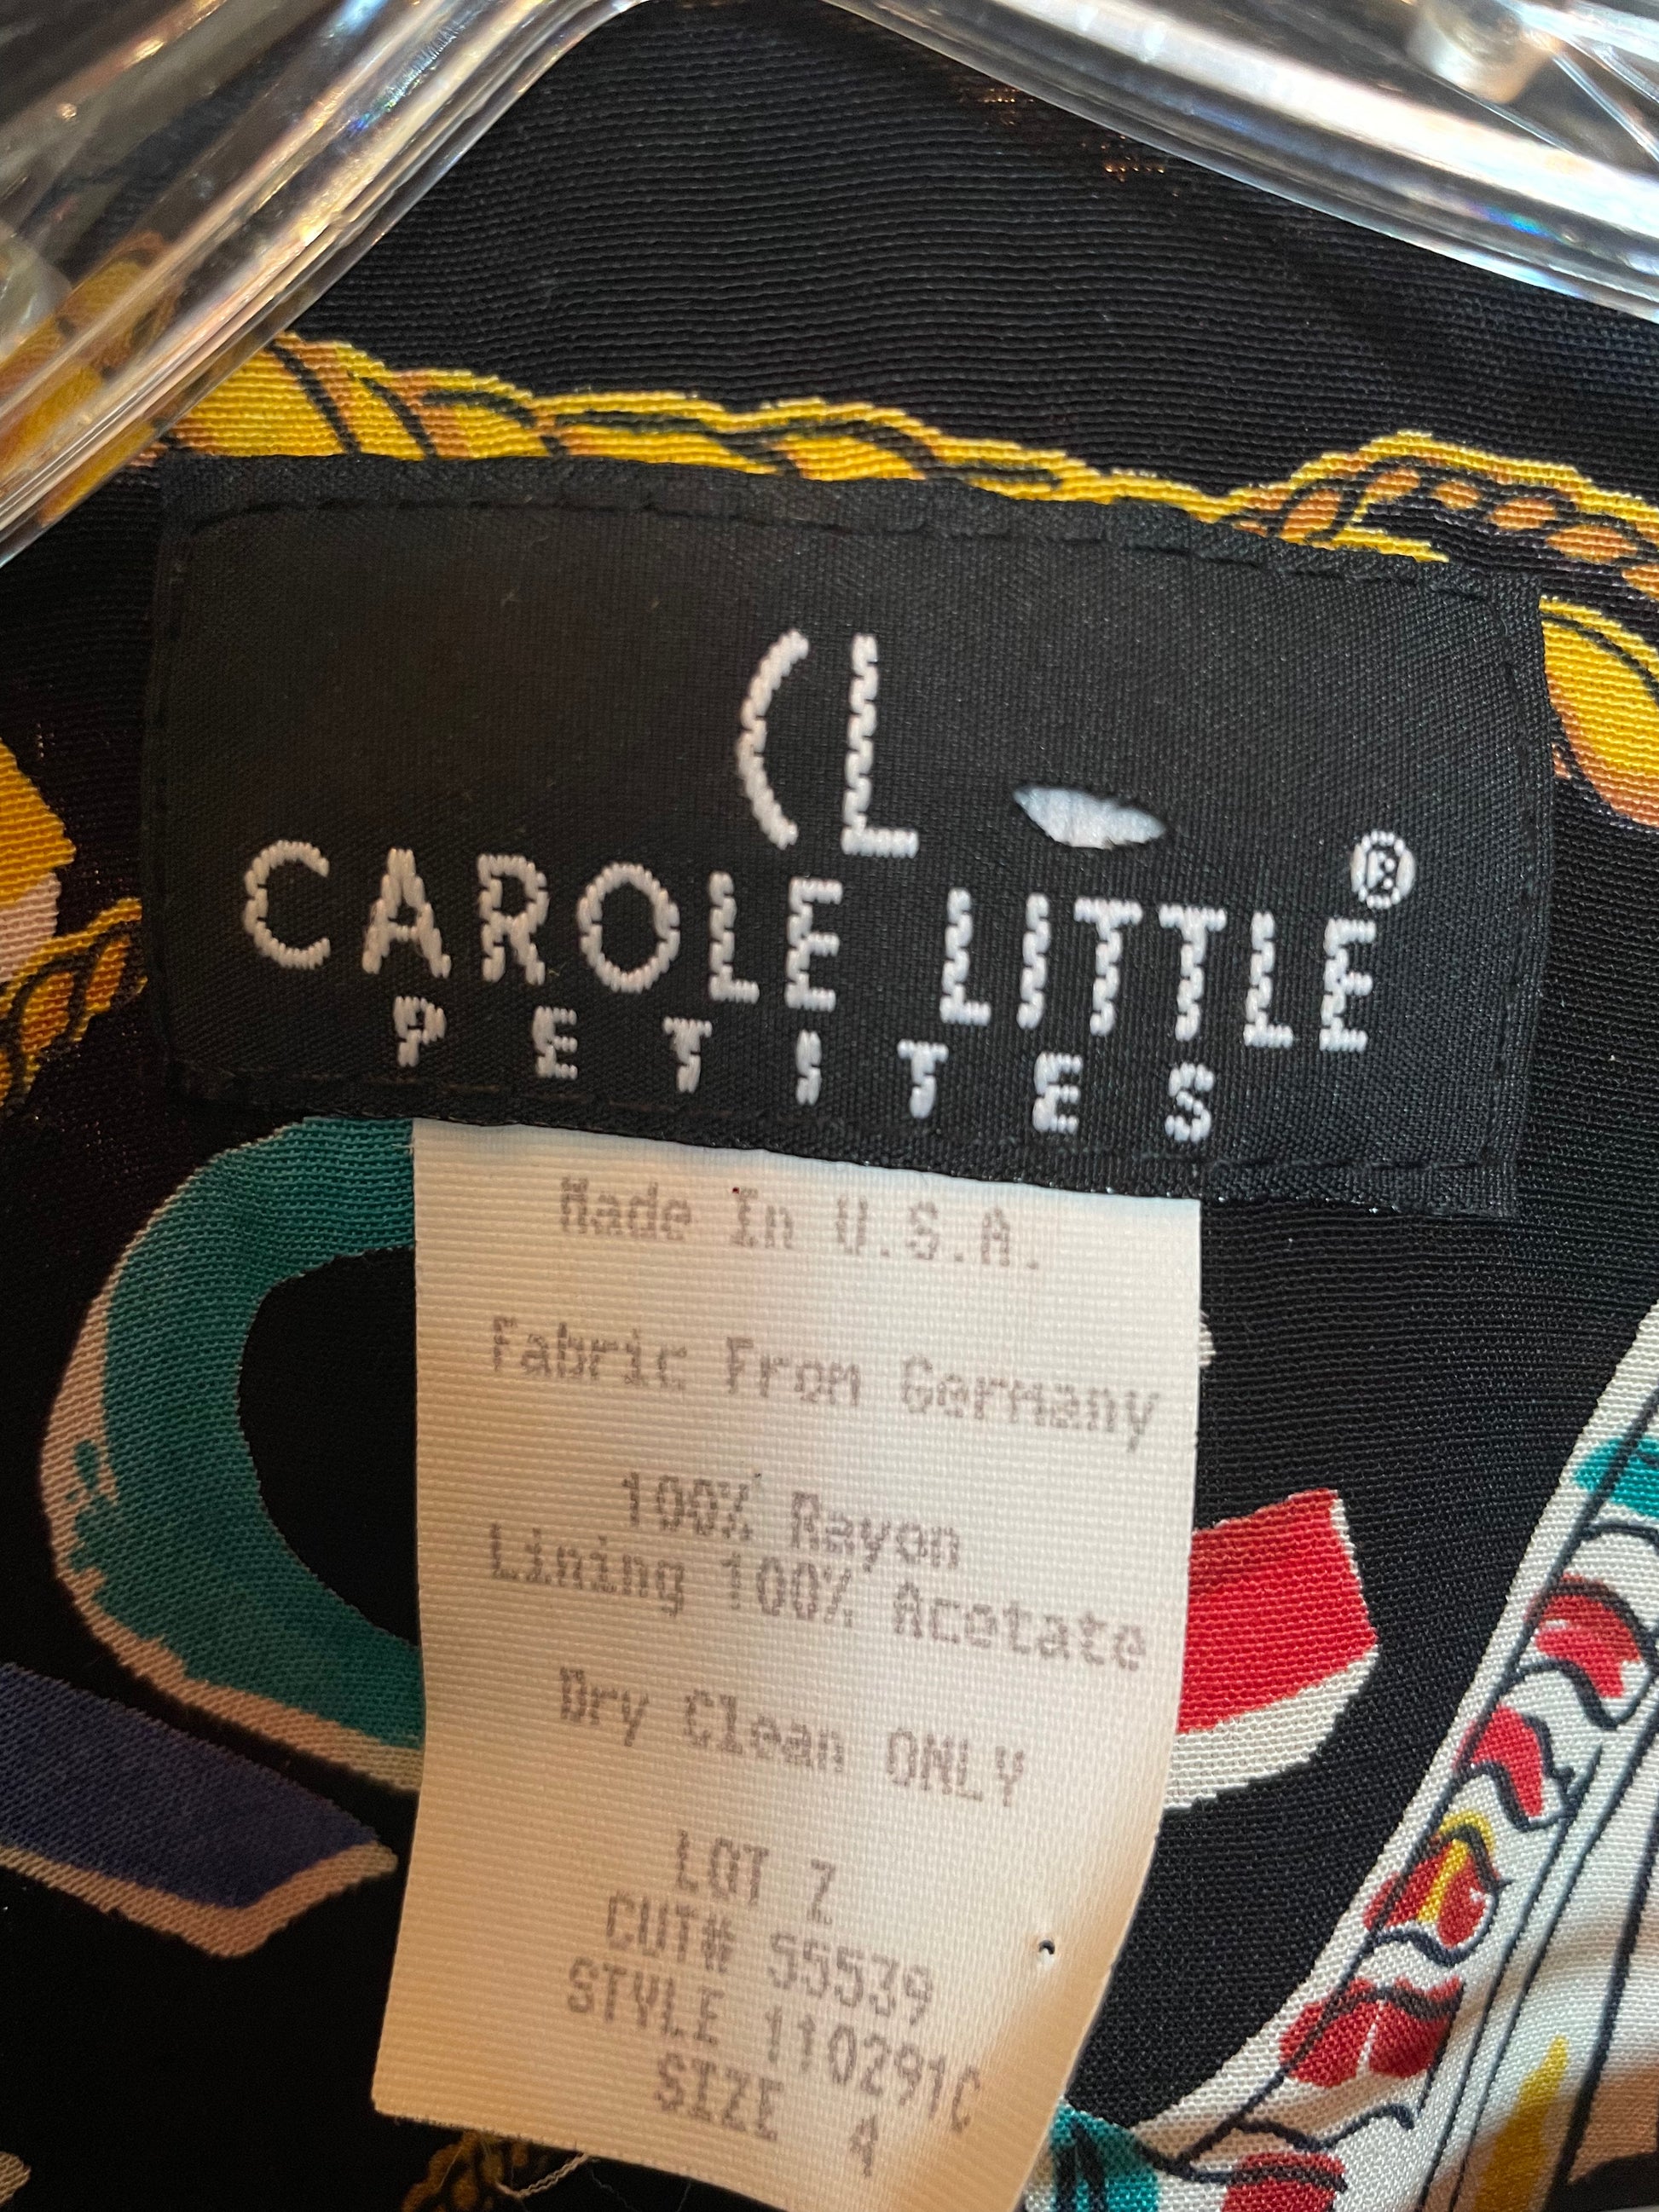 CL
CAROLE LITTLE®
PETITES
Made In U.S.A.
Fabric From Germany
100% Rayon
Lining 100% Acetate
Dry Clean ONLY
LOT Z
CUT# 55539
STYLE 110291C
SIZE 4